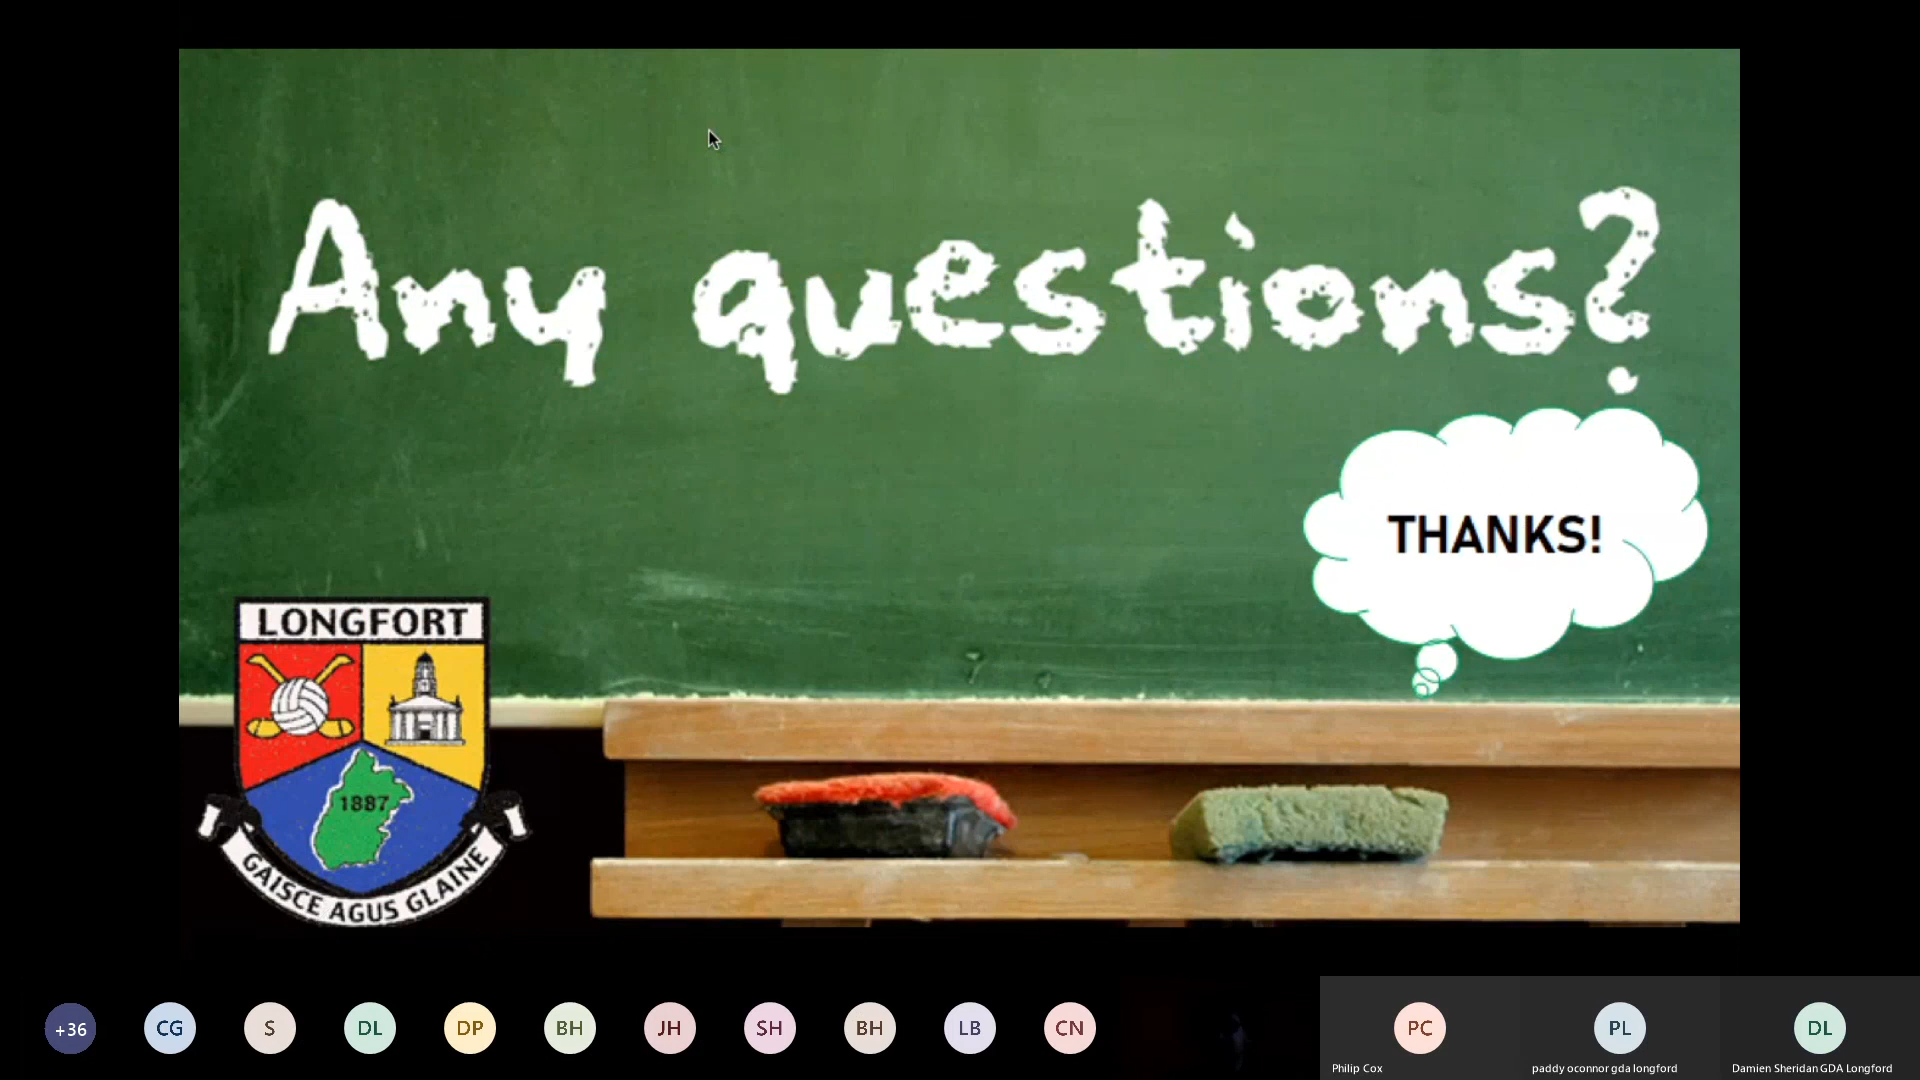 Any questions?
THANKS!
LONGFORT
1887
GAISCE AGUS GLAINE
+36
CG
S
DL
DP
BH
JH
SH
BH
LB
CN
PC
PL
DL
Philip Cox
paddy oconnor gda longford
Damien Sheridan GDA Longford